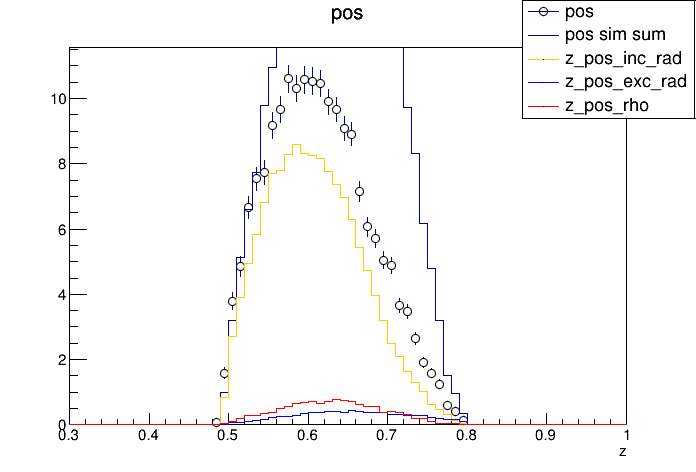 pos
pos
pos sim sum
z_pos_inc_rad
z_pos_exc_rad
z_pos_rho
10
8
6
4
2
0
0.3 0.4 0.5 0.6 0.7 0.8 0.9 1
z